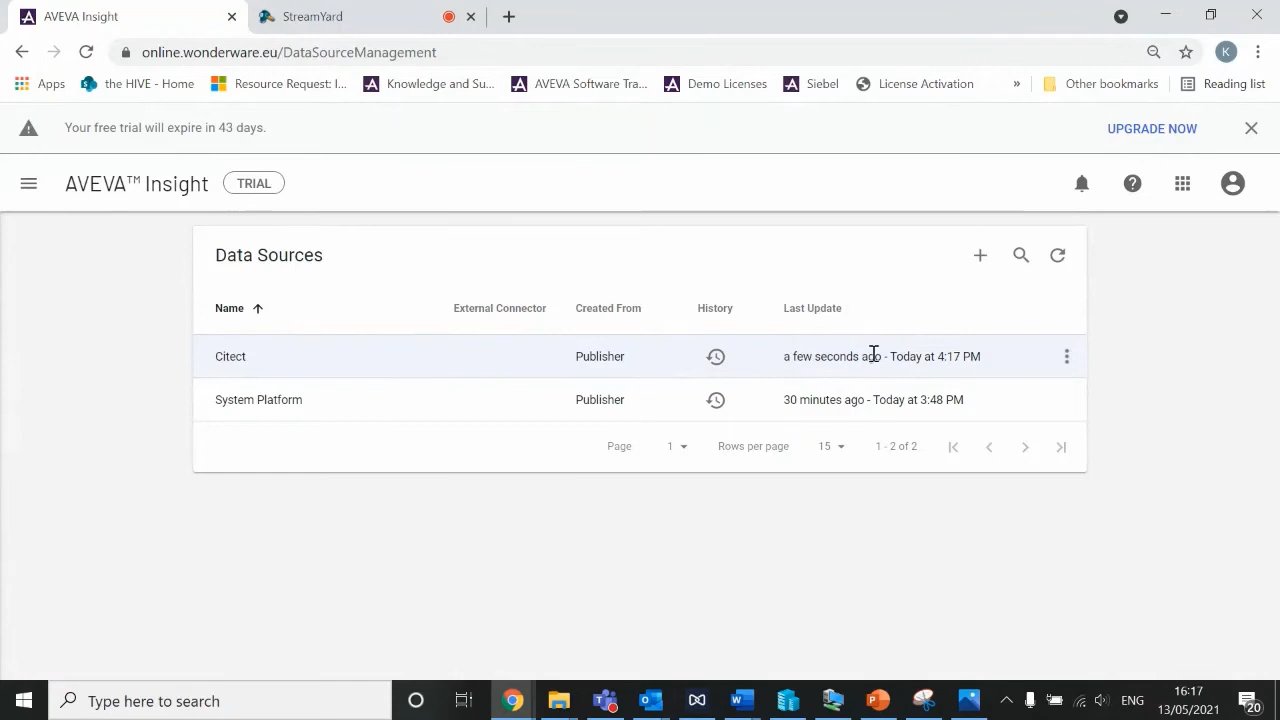 AVEVA Insight
StreamYard
online.wonderware.eu/DataSourceManagement
K
Apps
the HIVE - Home
Resource Request: I...
Knowledge and Su...
AVEVA Software Tra...
Demo Licenses
Siebel
License Activation
»
Other bookmarks
Reading list
Your free trial will expire in 43 days.
UPGRADE NOW
AVEVA™ Insight
TRIAL
Data Sources
Name External Connector Created From History Last Update
Citect Publisher a few seconds ago - Today at 4:17 PM
System Platform Publisher 30 minutes ago - Today at 3:48 PM
Page 1 Rows per page 15 1 - 2 of 2
Type here to search
ENG
16:17
13/05/2021
20